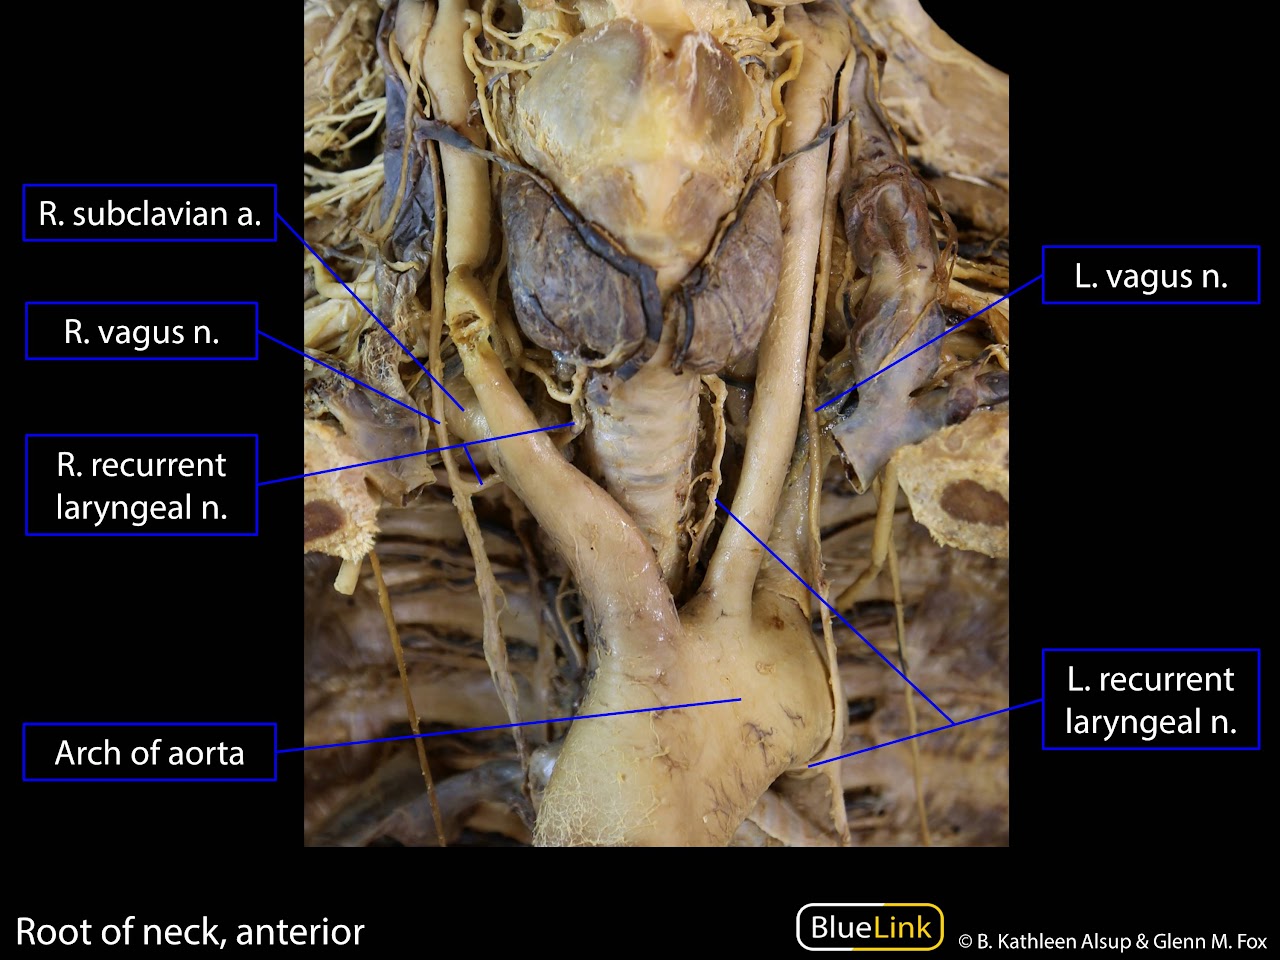 R. subclavian a.
R. vagus n.
R. recurrent
laryngeal n.
Arch of aorta
L. vagus n.
L. recurrent
laryngeal n.
Root of neck, anterior
BlueLink
© B. Kathleen Alsup & Glenn M. Fox